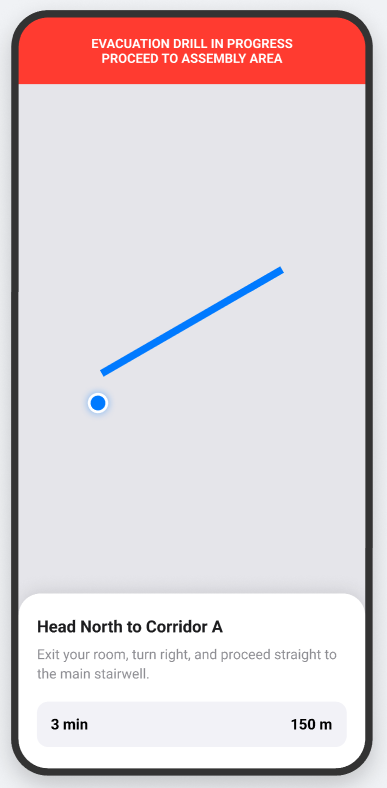 EVACUATION DRILL IN PROGRESS
PROCEED TO ASSEMBLY AREA
Head North to Corridor A
Exit your room, turn right, and proceed straight to
the main stairwell.
3 min 150 m